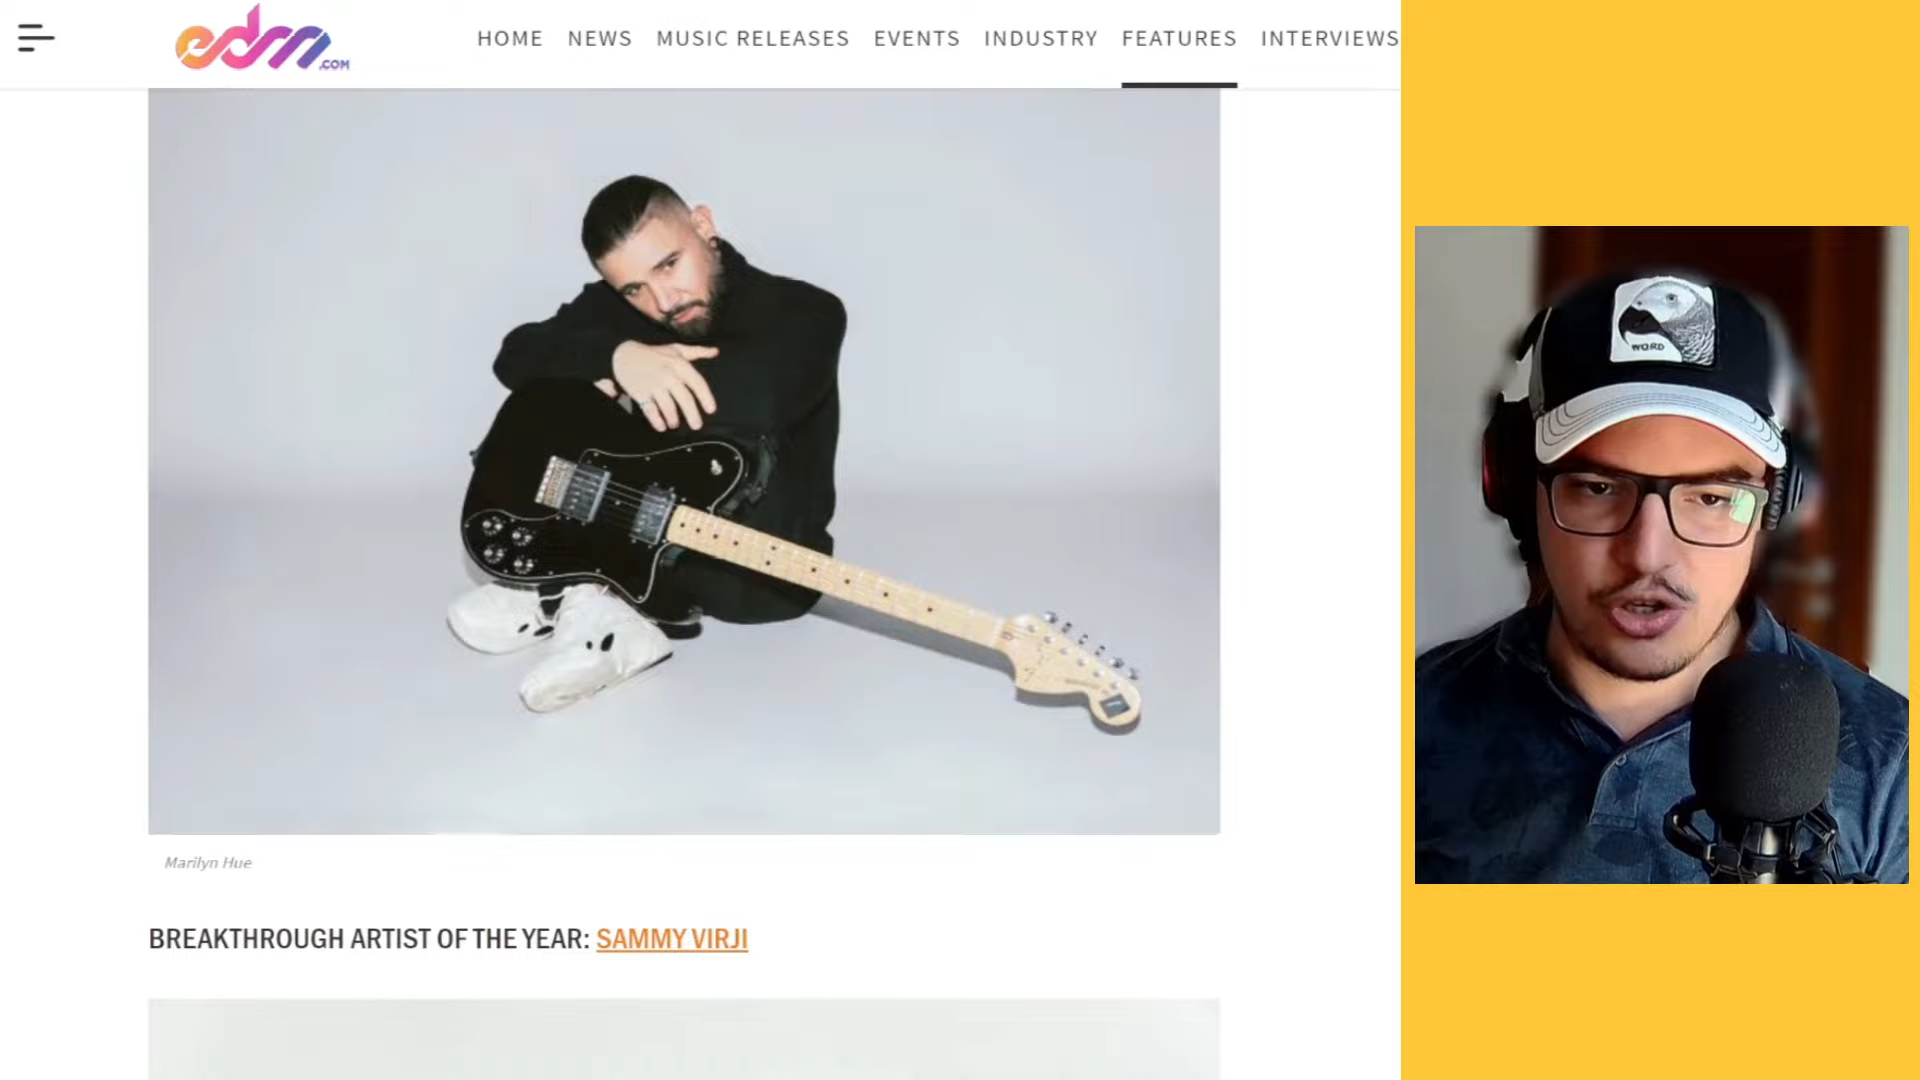 edm.COM
HOME NEWS MUSIC RELEASES EVENTS INDUSTRY FEATURES INTERVIEWS
WORD
Marilyn Hue
BREAKTHROUGH ARTIST OF THE YEAR: SAMMY VIRJI